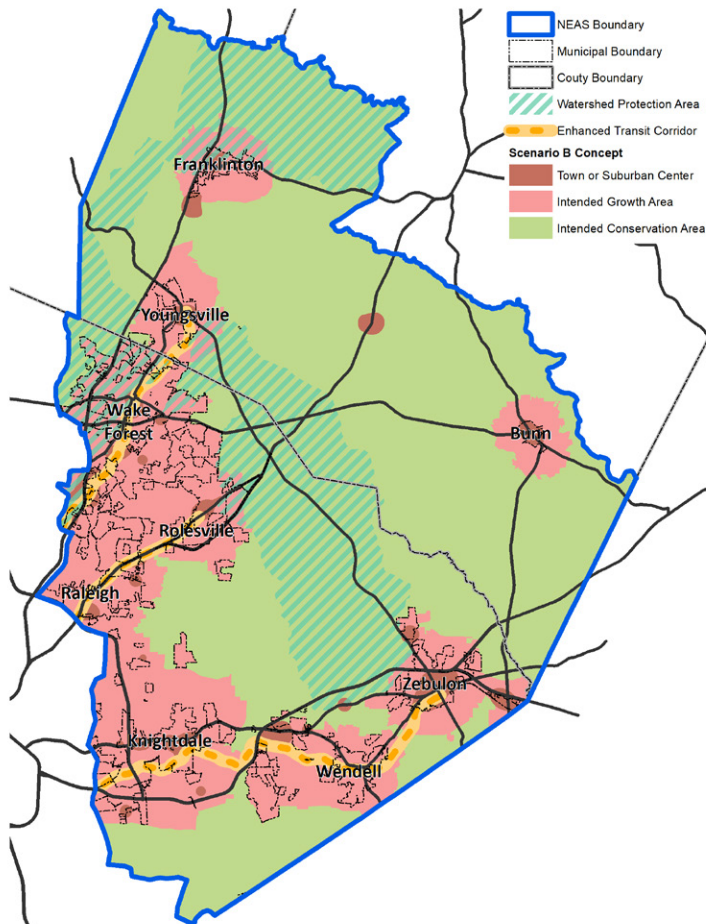 NEAS Boundary
Municipal Boundary
Couty Boundary
Watershed Protection Area
Enhanced Transit Corridor
Scenario B Concept
Town or Suburban Center
Intended Growth Area
Intended Conservation Area
Franklinton
Youngsville
Wake
Forest
Bunn
Rolesville
Raleigh
Zebulon
Knightdale
Wendell